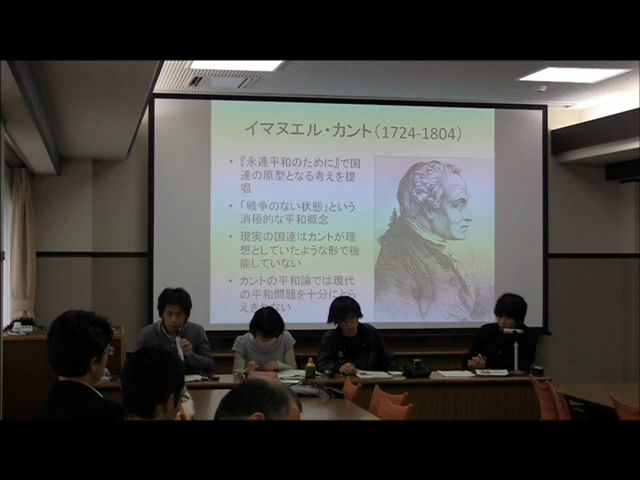 イマヌエル・カント(1724-1804)
• 『永遠平和のために』で国
連の原型となる考えを提
唱
• 「戦争のない状態」という
消極的な平和概念
• 現実の国連はカントが理
想としていたような形で機
能していない
• カントの平和論では現代
の平和問題を十分にとら
えきれない